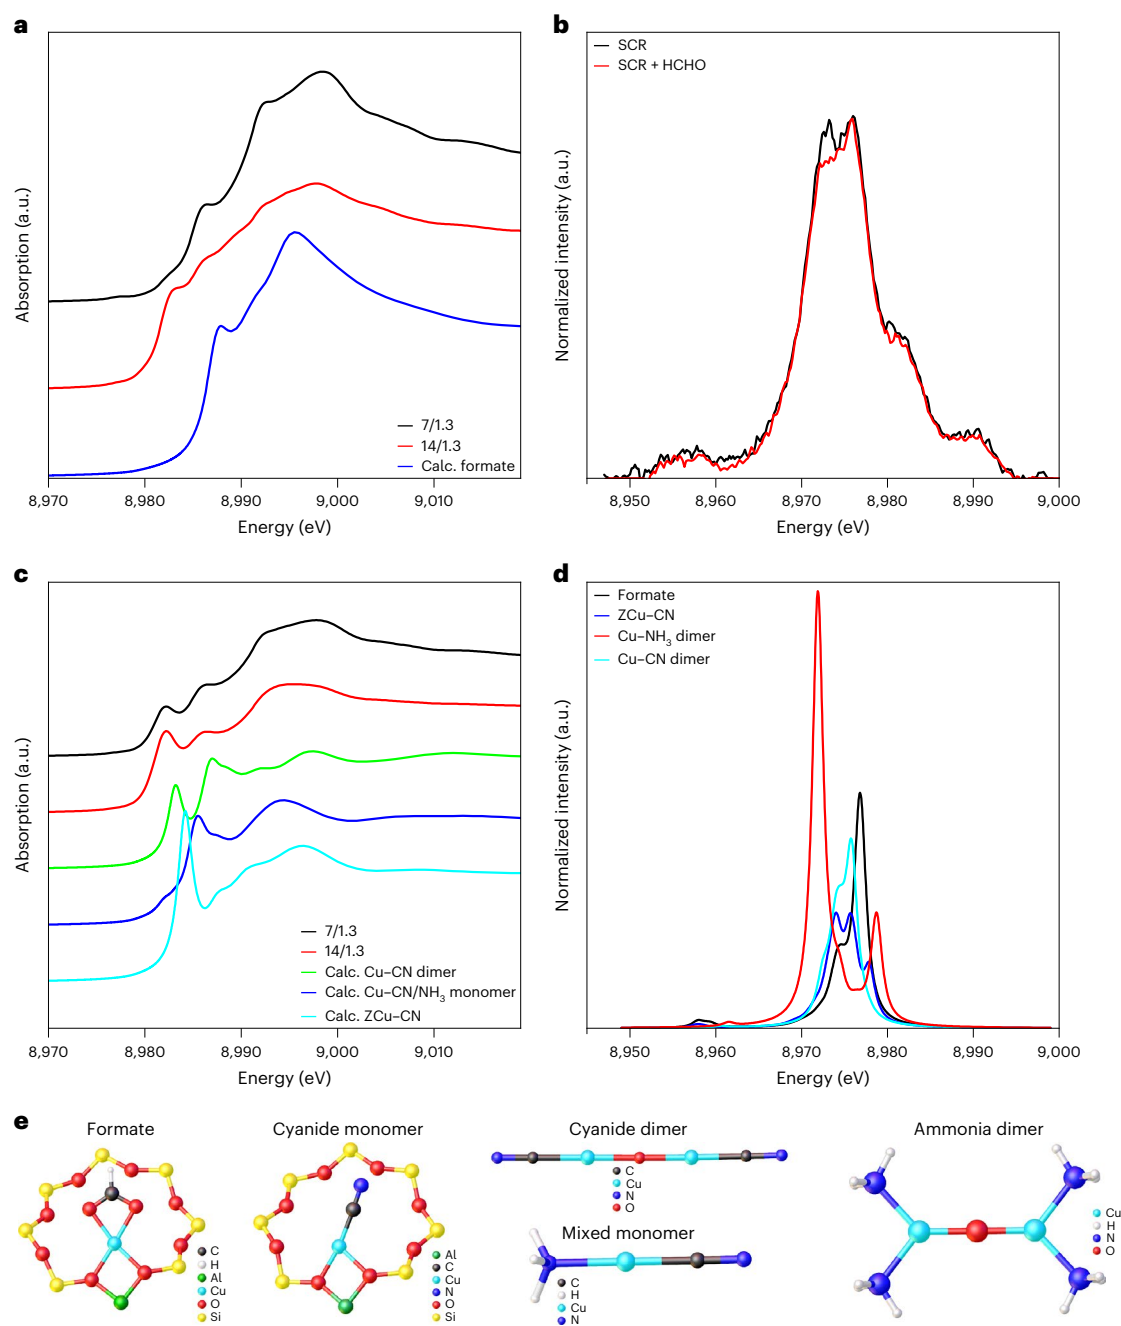 a
Absorption (a.u.)
7/1.3
14/1.3
Calc. formate
8,970 8,980 8,990 9,000 9,010
Energy (eV)
b
Normalized intensity (a.u.)
SCR
SCR + HCHO
8,950 8,960 8,970 8,980 8,990 9,000
Energy (eV)
c
Absorption (a.u.)
7/1.3
14/1.3
Calc. Cu–CN dimer
Calc. Cu–CN/NH3 monomer
Calc. ZCu–CN
8,970 8,980 8,990 9,000 9,010
Energy (eV)
d
Normalized intensity (a.u.)
Formate
ZCu–CN
Cu–NH3 dimer
Cu–CN dimer
8,950 8,960 8,970 8,980 8,990 9,000
Energy (eV)
e
Formate
C
H
Al
Cu
O
Si
Cyanide monomer
Al
C
Cu
N
O
Si
Cyanide dimer
C
Cu
N
O
Mixed monomer
C
H
Cu
N
Ammonia dimer
Cu
H
N
O